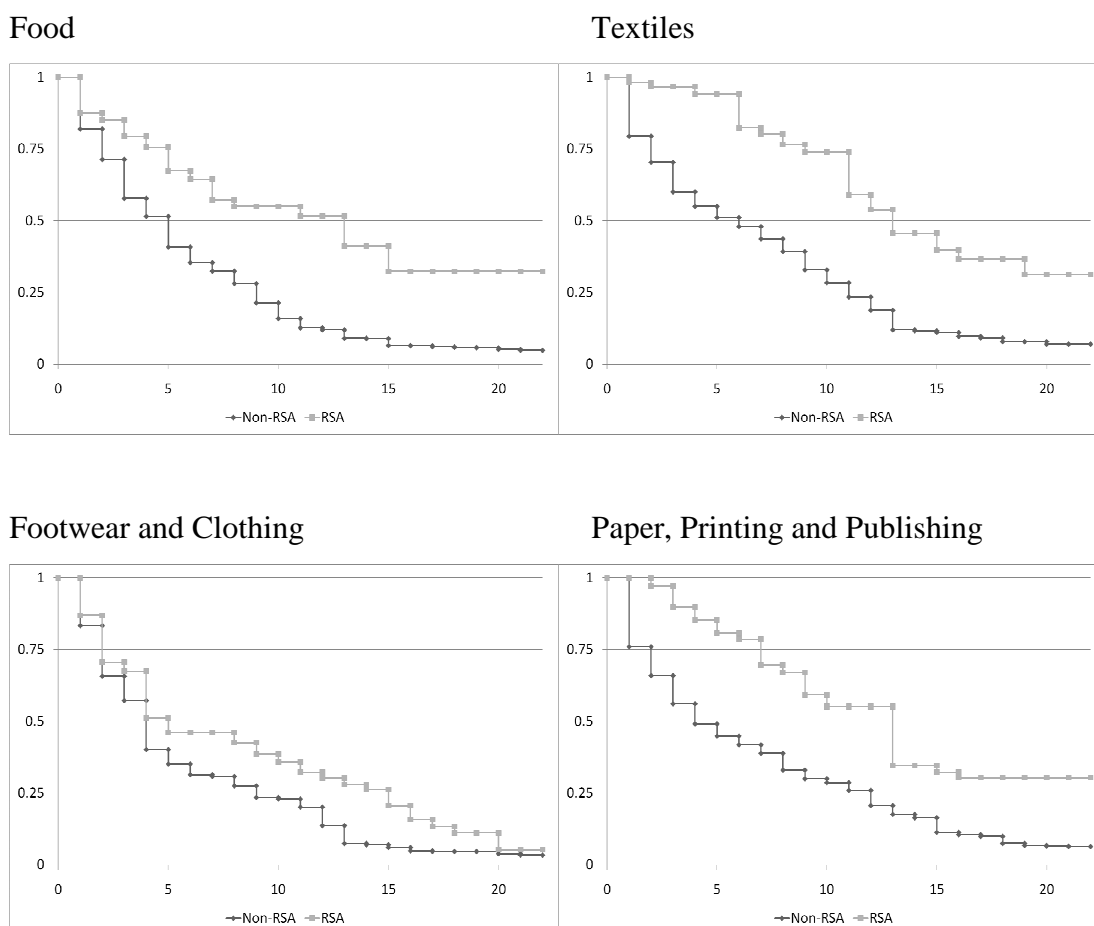 Food
Textiles
1
0.75
0.5
0.25
0
0 5 10 15 20
Non-RSA RSA
1
0.75
0.5
0.25
0
0 5 10 15 20
Non-RSA RSA
Footwear and Clothing
Paper, Printing and Publishing
1
0.75
0.5
0.25
0
0 5 10 15 20
Non-RSA RSA
1
0.75
0.5
0.25
0
0 5 10 15 20
Non-RSA RSA